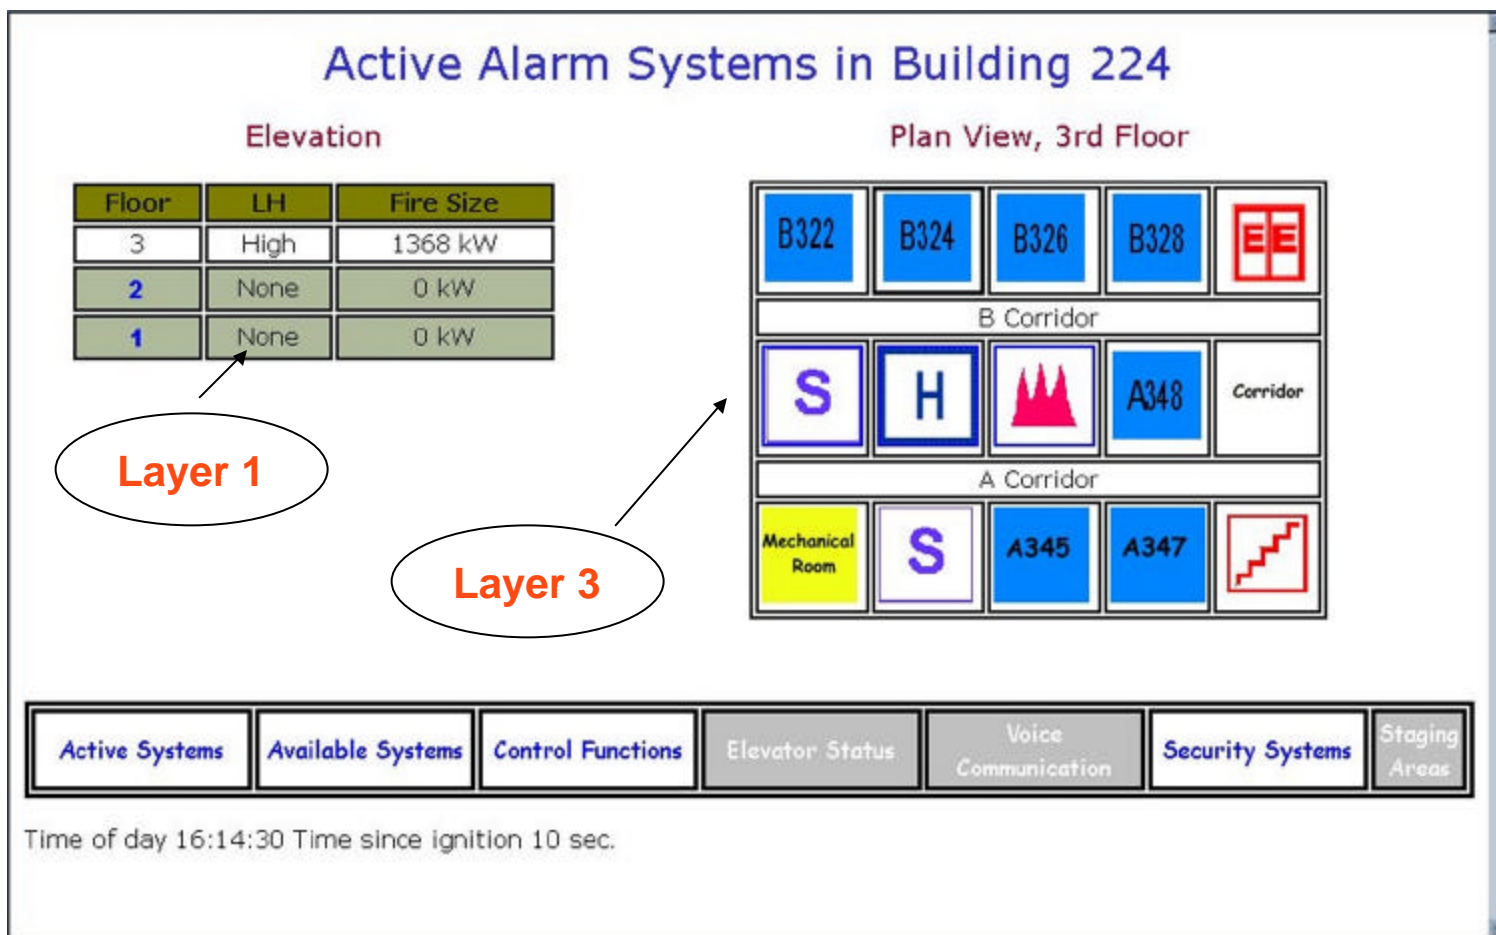 Active Alarm Systems in Building 224
Elevation
Floor LH Fire Size
3 High 1368 kW
2 None 0 kW
1 None 0 kW
Layer 1
Plan View, 3rd Floor
B322 B324 B326 B328 EE
B Corridor
S H A348 Corridor
A Corridor
Mechanical
Room S A345 A347
Layer 3
Active Systems Available Systems Control Functions Elevator Status Voice
Communication Security Systems Staging
Areas
Time of day 16:14:30 Time since ignition 10 sec.